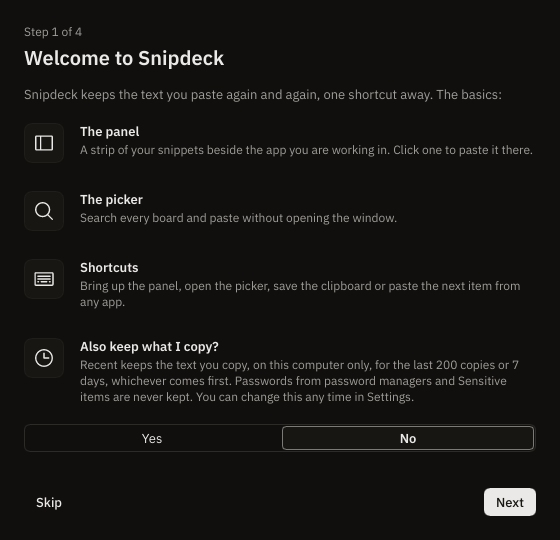 Step 1 of 4
Welcome to Snipdeck
Snipdeck keeps the text you paste again and again, one shortcut away. The basics:
The panel
A strip of your snippets beside the app you are working in. Click one to paste it there.
The picker
Search every board and paste without opening the window.
Shortcuts
Bring up the panel, open the picker, save the clipboard or paste the next item from
any app.
Also keep what I copy?
Recent keeps the text you copy, on this computer only, for the last 200 copies or 7
days, whichever comes first. Passwords from password managers and Sensitive
items are never kept. You can change this any time in Settings.
Yes No
Skip Next